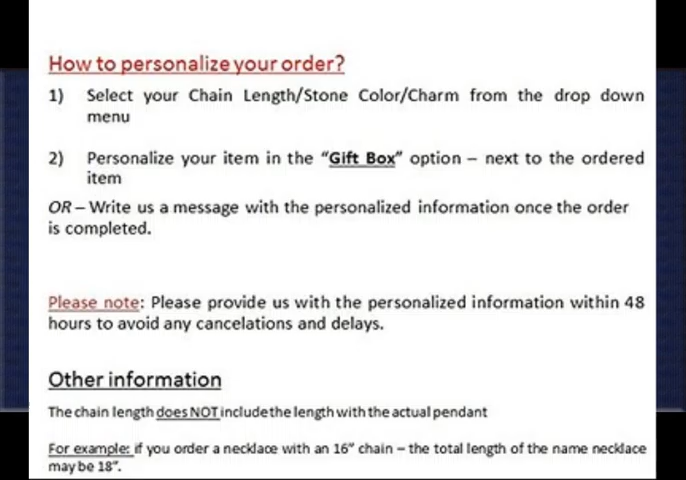 How to personalize your order?
1) Select your Chain Length/Stone Color/Charm from the drop down
menu
2) Personalize your item in the “Gift Box” option – next to the ordered
item
OR – Write us a message with the personalized information once the order
is completed.
Please note: Please provide us with the personalized information within 48
hours to avoid any cancelations and delays.
Other information
The chain length does NOT include the length with the actual pendant
For example: if you order a necklace with an 16” chain – the total length of the name necklace
may be 18”.